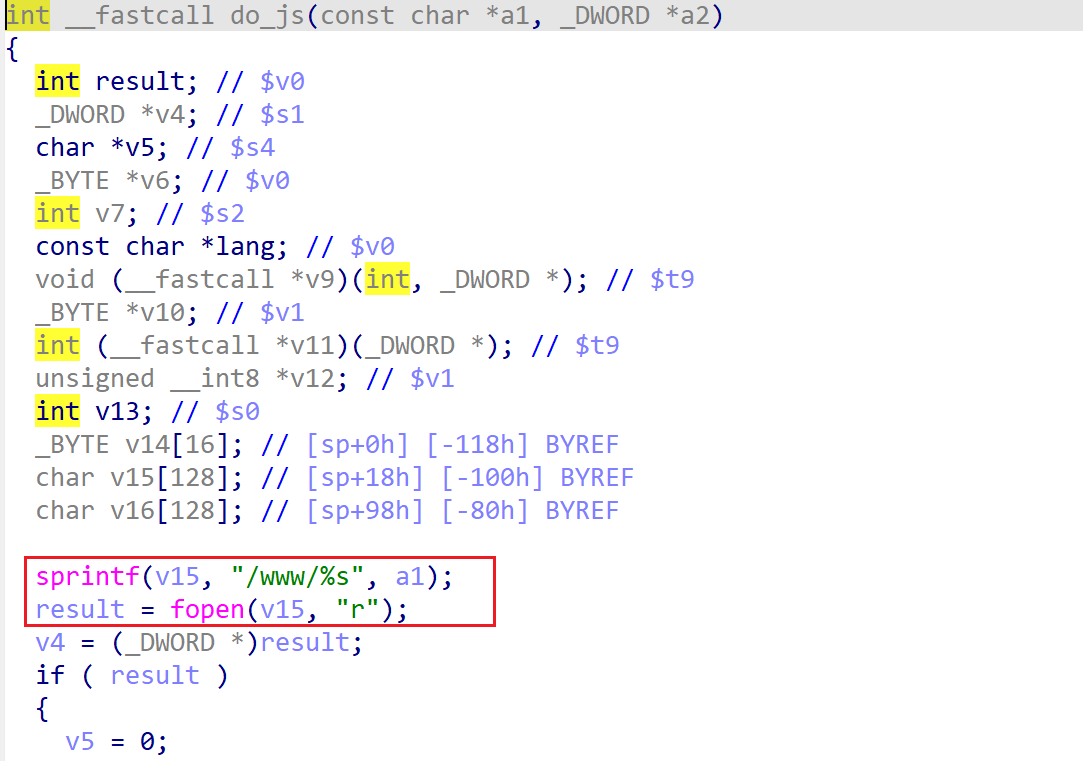 int __fastcall do_js(const char *a1, _DWORD *a2)
{
int result; // $v0
_DWORD *v4; // $s1
char *v5; // $s4
_BYTE *v6; // $v0
int v7; // $s2
const char *lang; // $v0
void (__fastcall *v9)(int, _DWORD *); // $t9
_BYTE *v10; // $v1
int (__fastcall *v11)(_DWORD *); // $t9
unsigned __int8 *v12; // $v1
int v13; // $s0
_BYTE v14[16]; // [sp+0h] [-118h] BYREF
char v15[128]; // [sp+18h] [-100h] BYREF
char v16[128]; // [sp+98h] [-80h] BYREF
sprintf(v15, "/www/%s", a1);
result = fopen(v15, "r");
v4 = (_DWORD *)result;
if ( result )
{
v5 = 0;